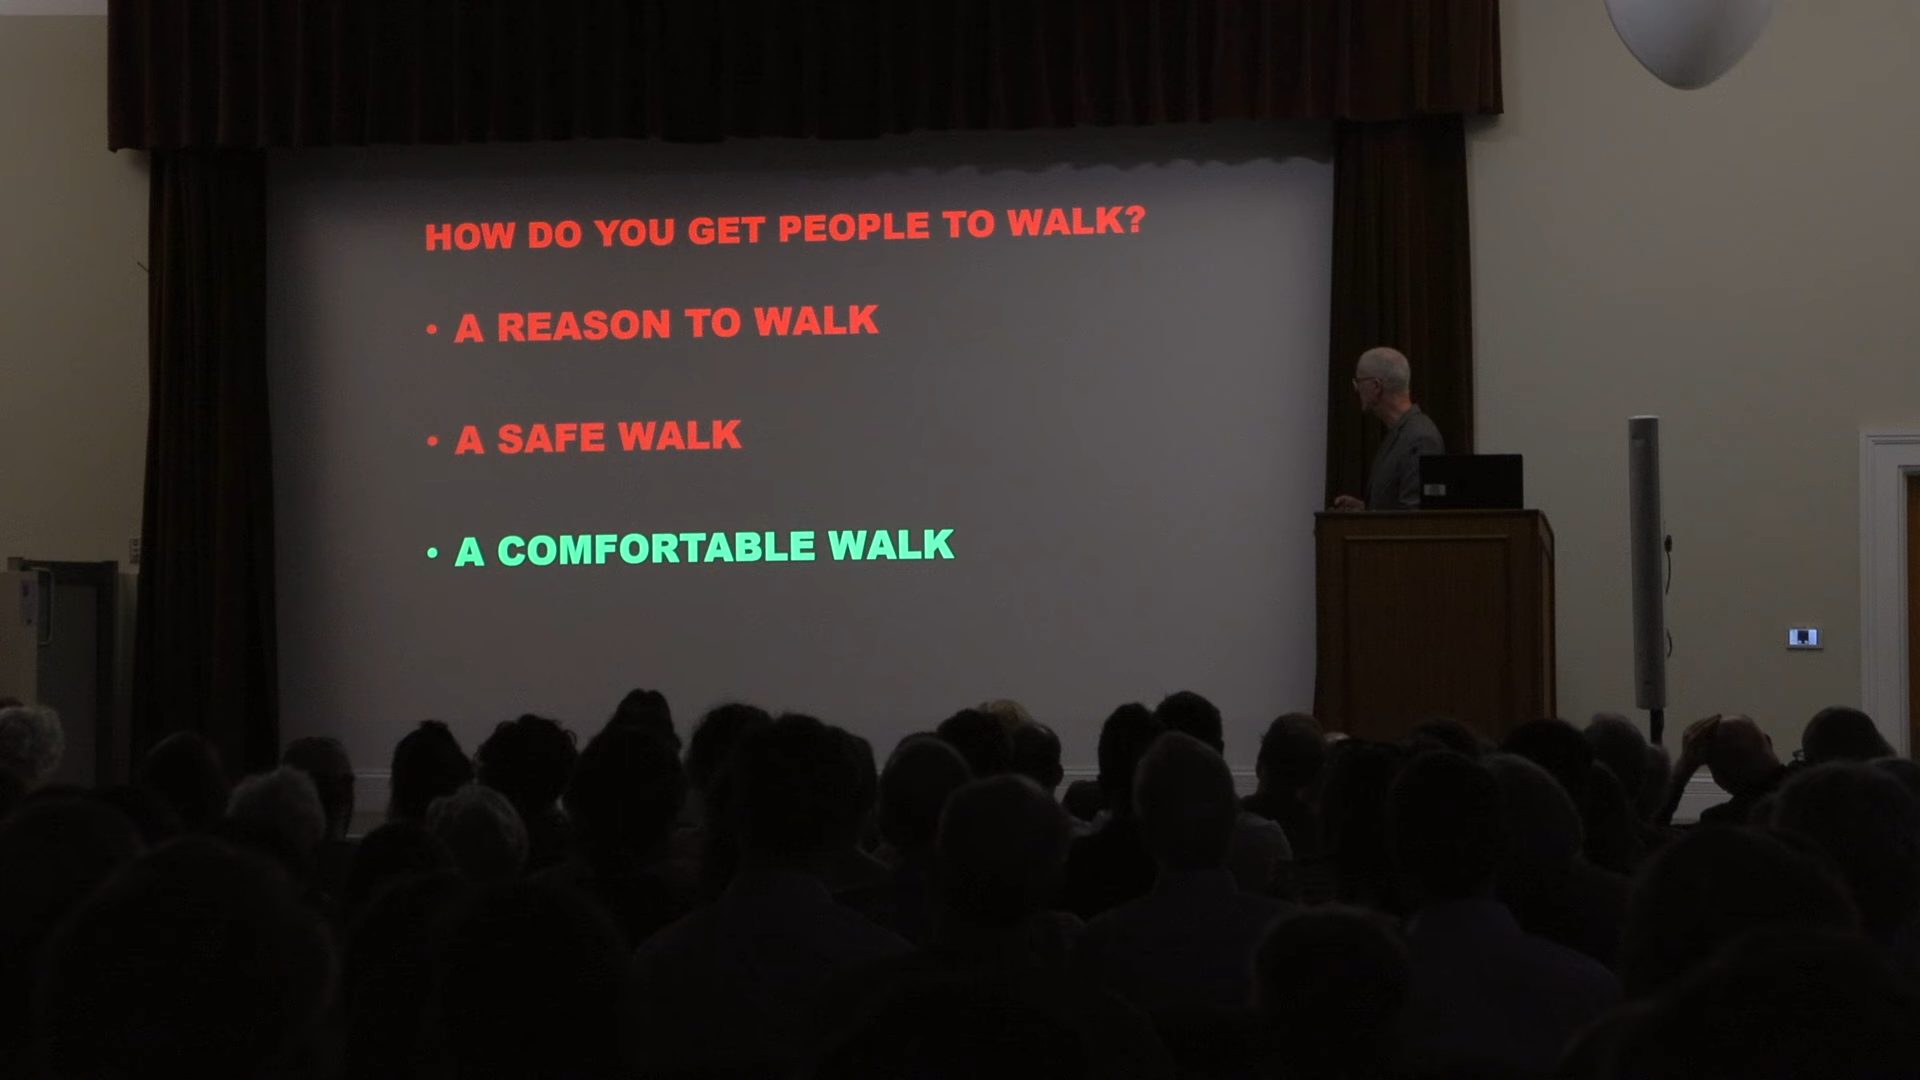 HOW DO YOU GET PEOPLE TO WALK?
• A REASON TO WALK
• A SAFE WALK
• A COMFORTABLE WALK